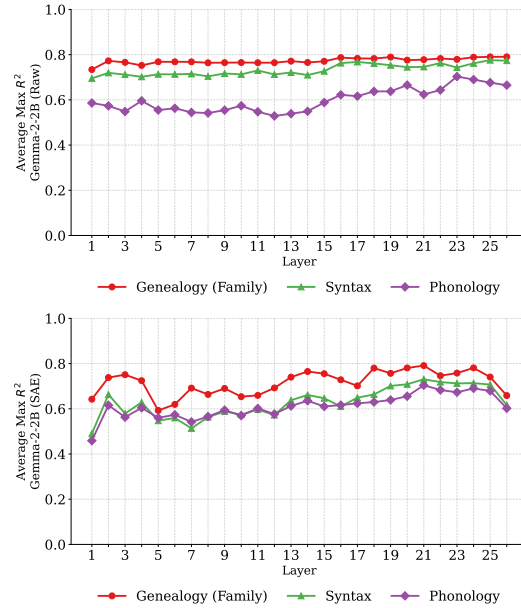 Average Max R²
Gemma-2-2B (Raw)
1.0
0.8
0.6
0.4
0.2
0.0
1 3 5 7 9 11 13 15 17 19 21 23 25
Layer
Genealogy (Family) Syntax Phonology
Average Max R²
Gemma-2-2B (SAE)
1.0
0.8
0.6
0.4
0.2
0.0
1 3 5 7 9 11 13 15 17 19 21 23 25
Layer
Genealogy (Family) Syntax Phonology